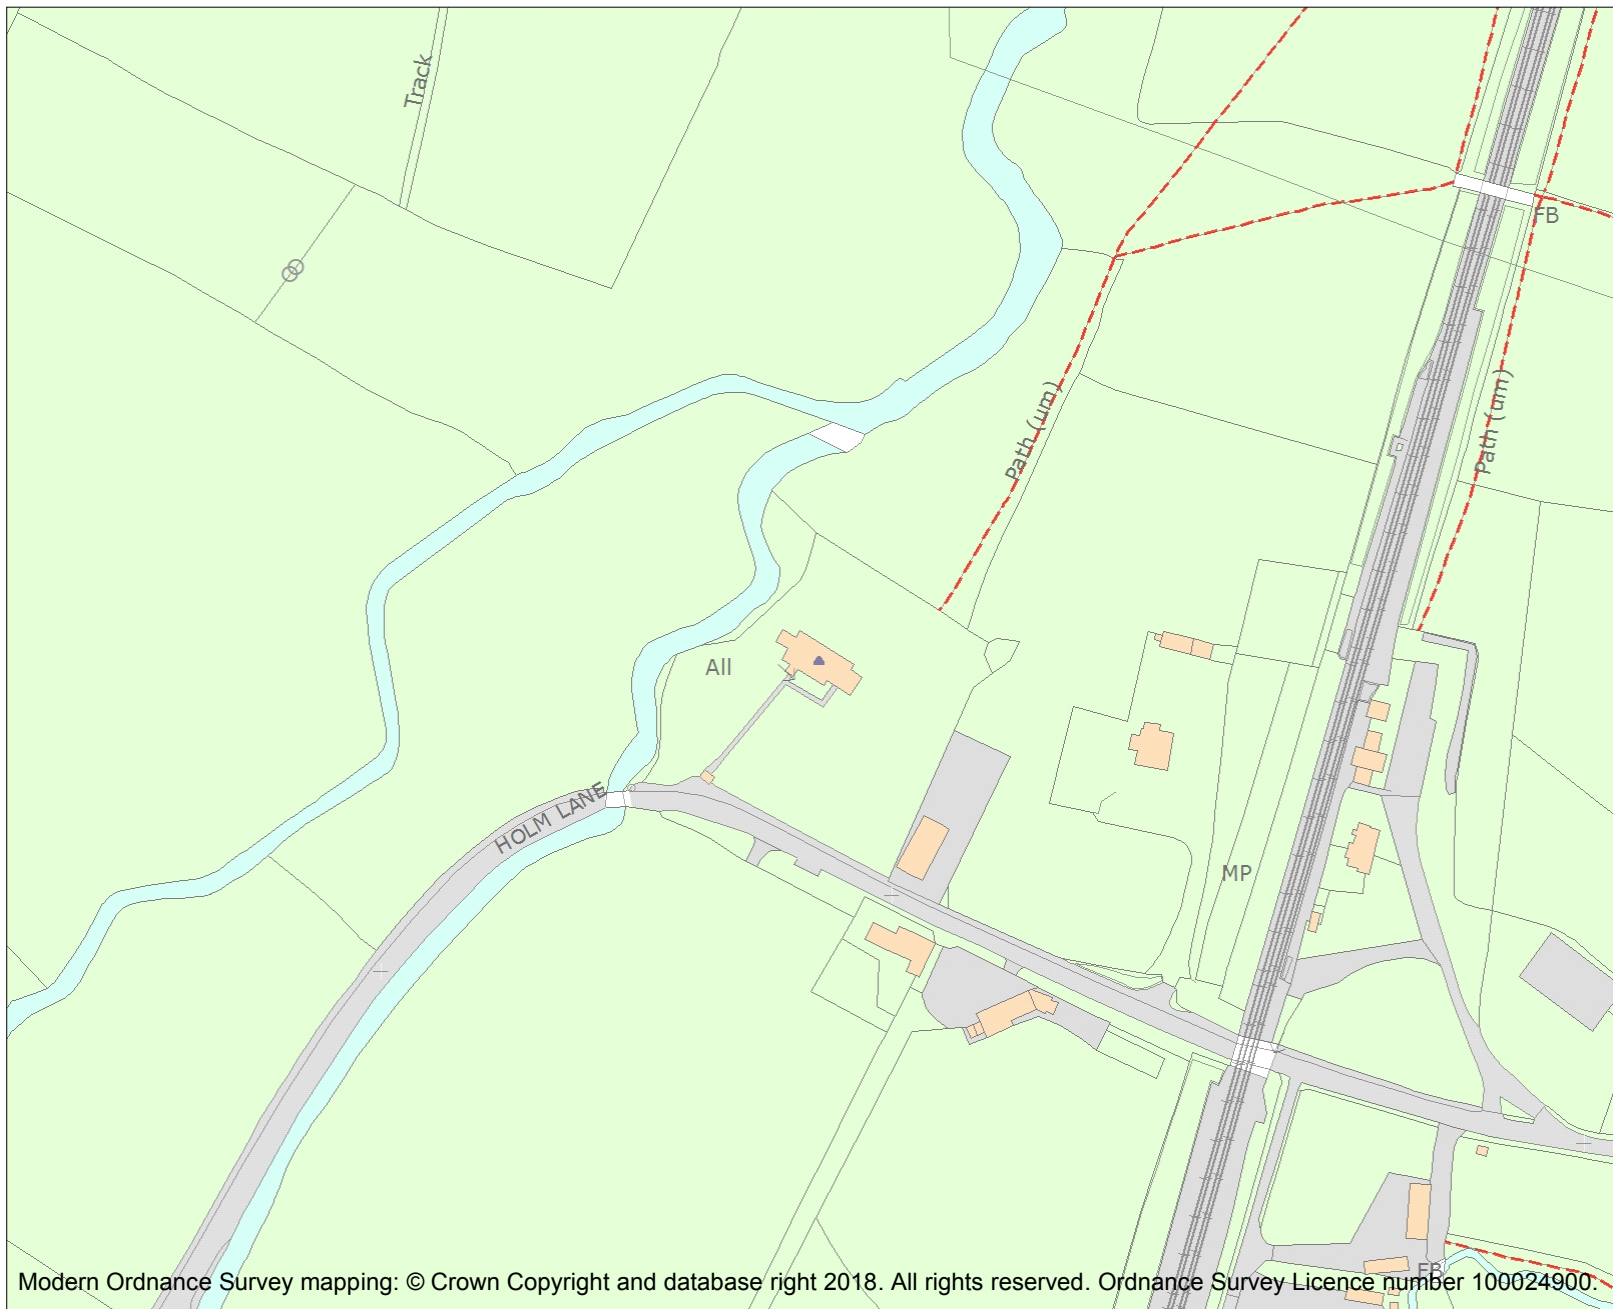 Track
FB
Path (um)
Path (um)
All
HOLM LANE
MP
FB
Modern Ordnance Survey mapping: © Crown Copyright and database right 2018. All rights reserved. Ordnance Survey Licence number 100024900.